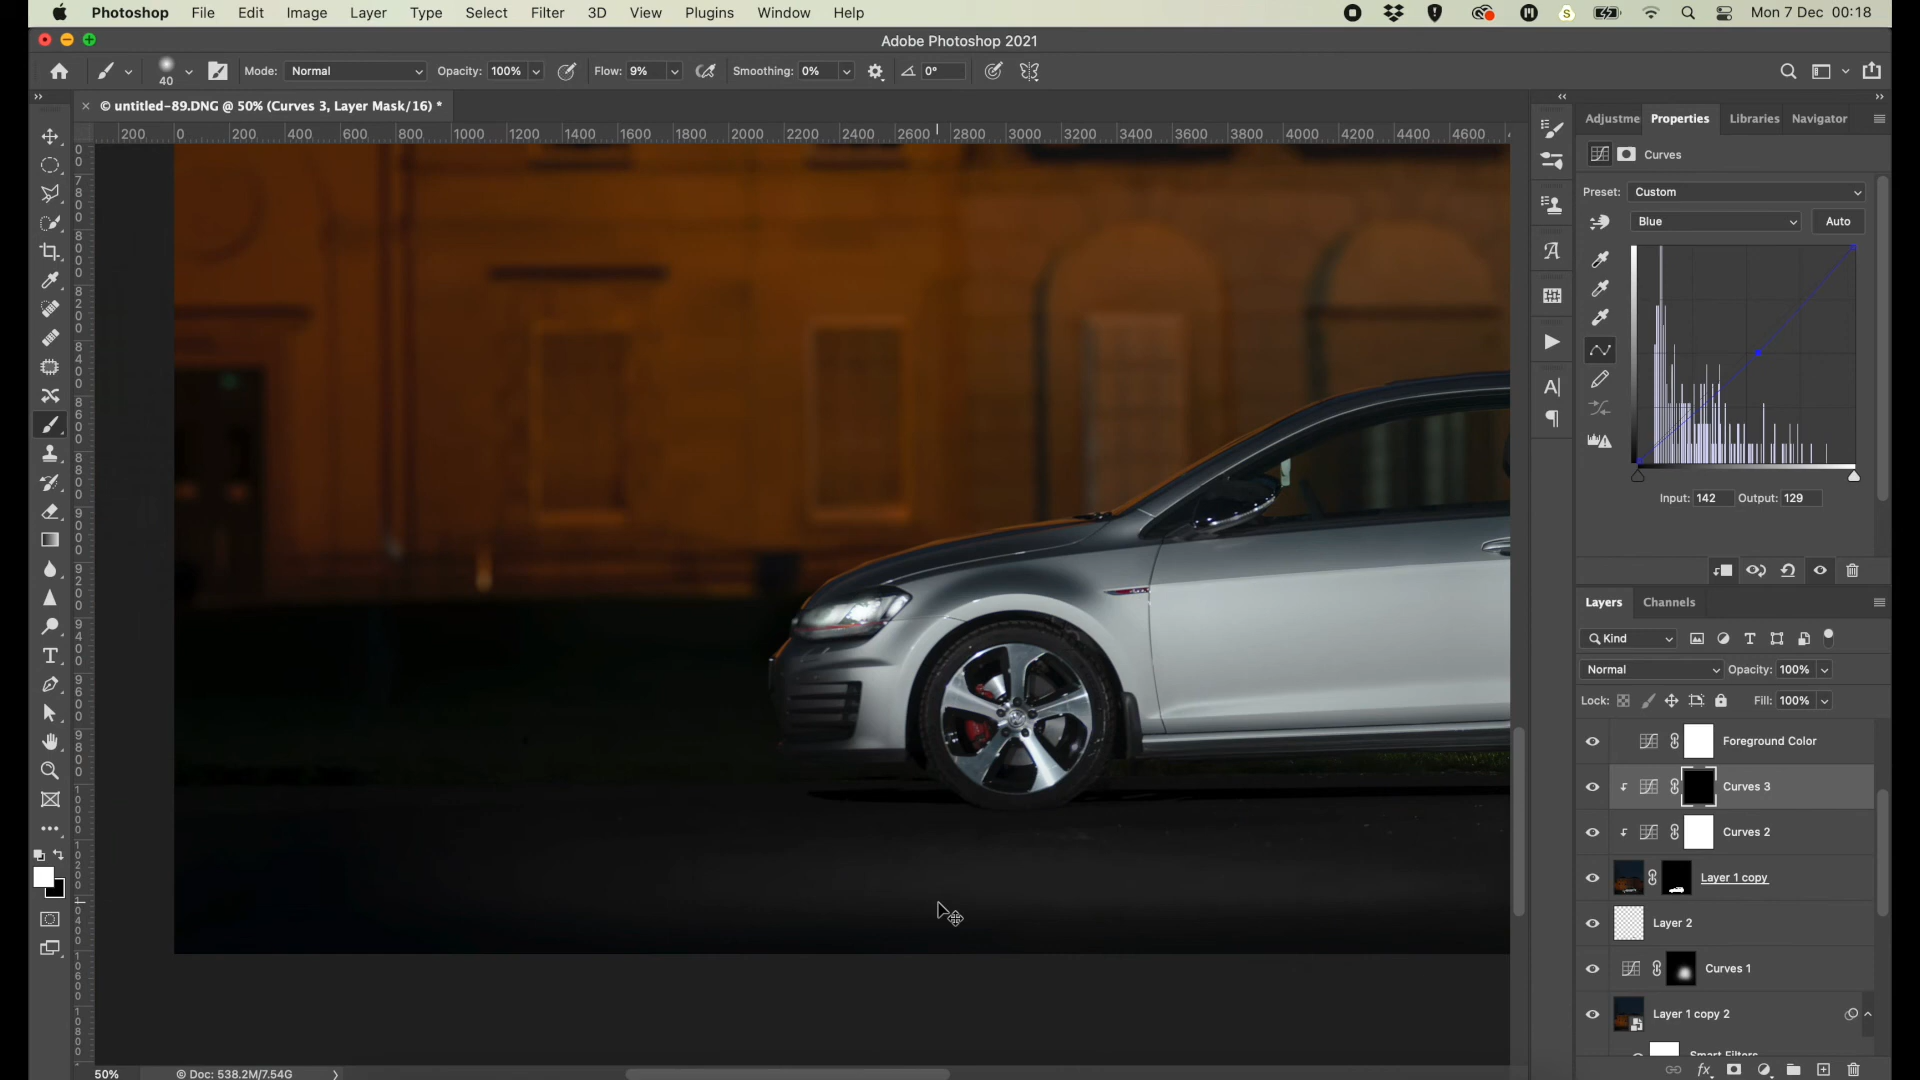 Photoshop File Edit Image Layer Type Select Filter 3D View Plugins Window Help Mon 7 Dec 00:18
Adobe Photoshop 2021
40 Mode: Normal Opacity: 100% Flow: 9% Smoothing: 0% 0°
© untitled-89.DNG @ 50% (Curves 3, Layer Mask/16) *
200 0 200 400 600 800 1000 1200 1400 1600 1800 2000 2200 2400 2600 2800 3000 3200 3400 3600 3800 4000 4200 4400 4600
Adjustme Properties Libraries Navigator
Curves
Preset: Custom
Blue Auto
Input: 142 Output: 129
Layers Channels
Kind
Normal Opacity: 100%
Lock: Fill: 100%
Foreground Color
Curves 3
Curves 2
Layer 1 copy
Layer 2
Curves 1
Layer 1 copy 2
Smart Filters
50% © Doc: 538.2M/7.54G